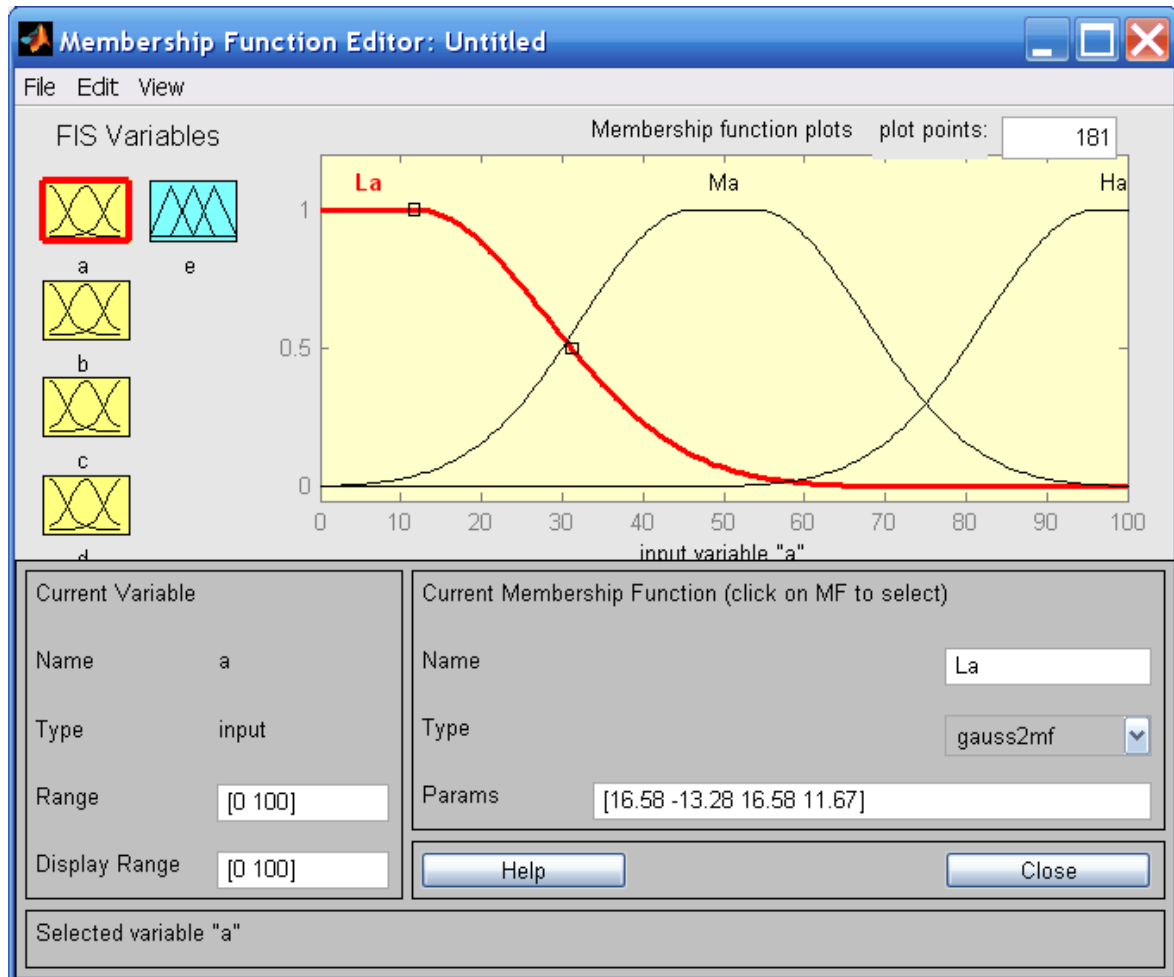 Membership Function Editor: Untitled
File Edit View
FIS Variables
Membership function plots plot points: 181
La Ma Ha
1
0.5
0
0 10 20 30 40 50 60 70 80 90 100
input variable "a"
a e
b
c
d
Current Variable
Name a
Type input
Range [0 100]
Display Range [0 100]
Current Membership Function (click on MF to select)
Name La
Type gauss2mf
Params [16.58 -13.28 16.58 11.67]
Help Close
Selected variable "a"